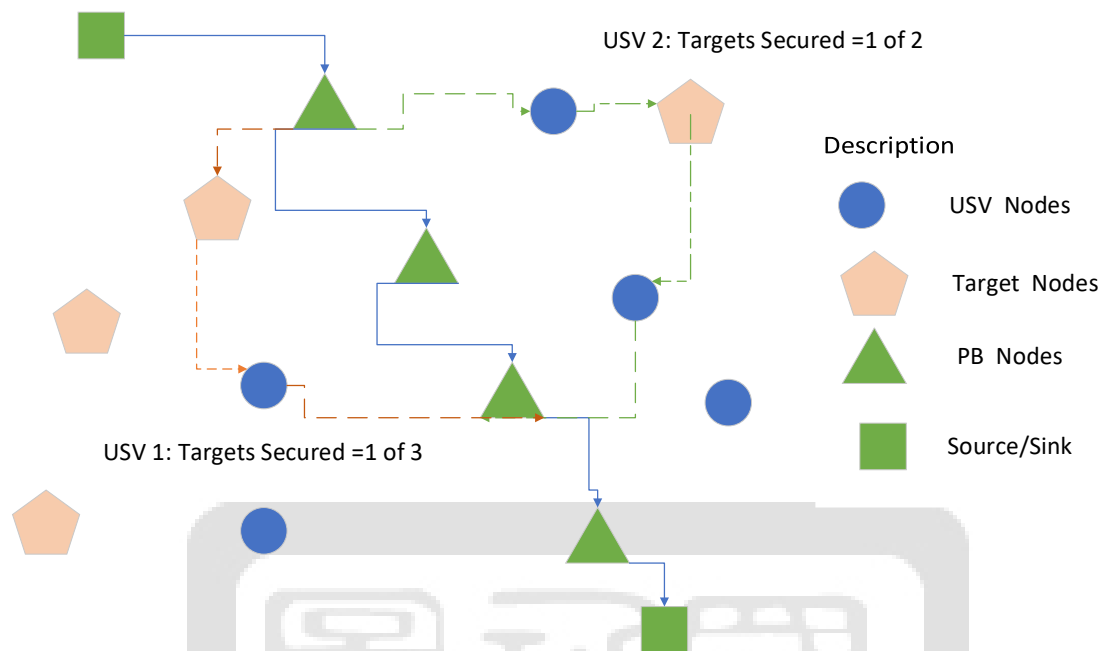 USV 2: Targets Secured =1 of 2
Description
USV Nodes
Target Nodes
PB Nodes
USV 1: Targets Secured =1 of 3
Source/Sink